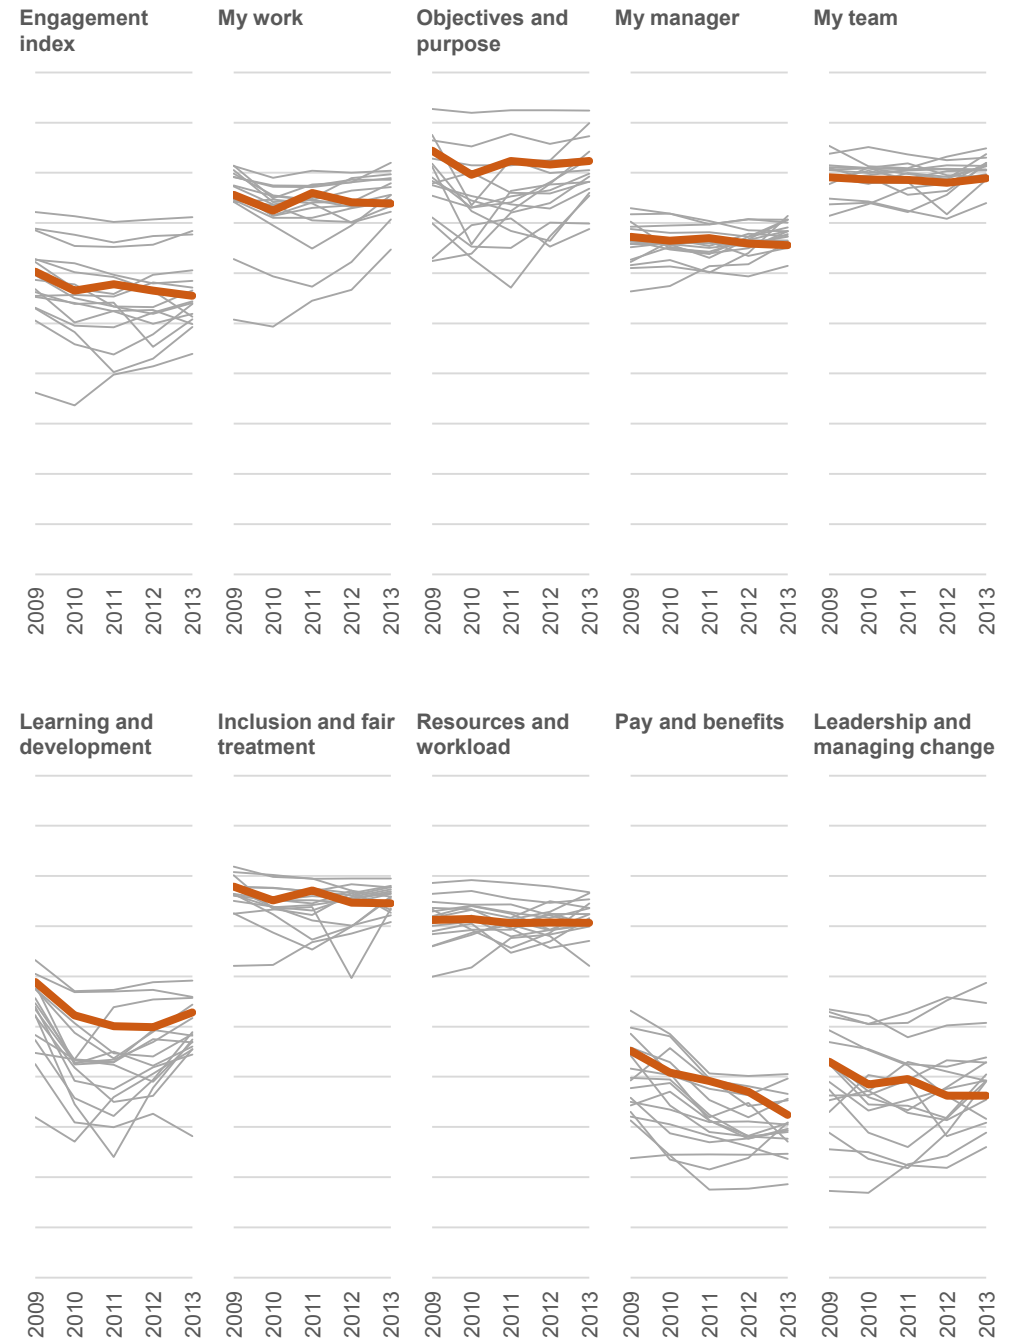 Engagement
index
My work
Objectives and
purpose
My manager
My team
2009 2010 2011 2012 2013
2009 2010 2011 2012 2013
2009 2010 2011 2012 2013
2009 2010 2011 2012 2013
2009 2010 2011 2012 2013
Learning and
development
Inclusion and fair
treatment
Resources and
workload
Pay and benefits
Leadership and
managing change
2009 2010 2011 2012 2013
2009 2010 2011 2012 2013
2009 2010 2011 2012 2013
2009 2010 2011 2012 2013
2009 2010 2011 2012 2013